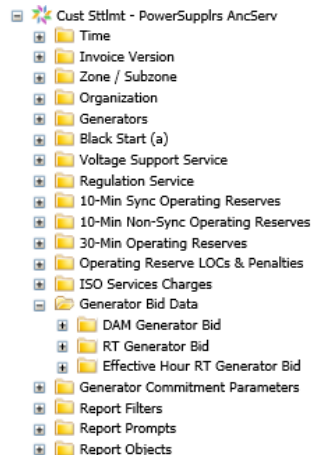 Cust Sttlmt - PowerSupplrs AncServ
Time
Invoice Version
Zone / Subzone
Organization
Generators
Black Start (a)
Voltage Support Service
Regulation Service
10-Min Sync Operating Reserves
10-Min Non-Sync Operating Reserves
30-Min Operating Reserves
Operating Reserve LOCs & Penalties
ISO Services Charges
Generator Bid Data
DAM Generator Bid
RT Generator Bid
Effective Hour RT Generator Bid
Generator Commitment Parameters
Report Filters
Report Prompts
Report Objects